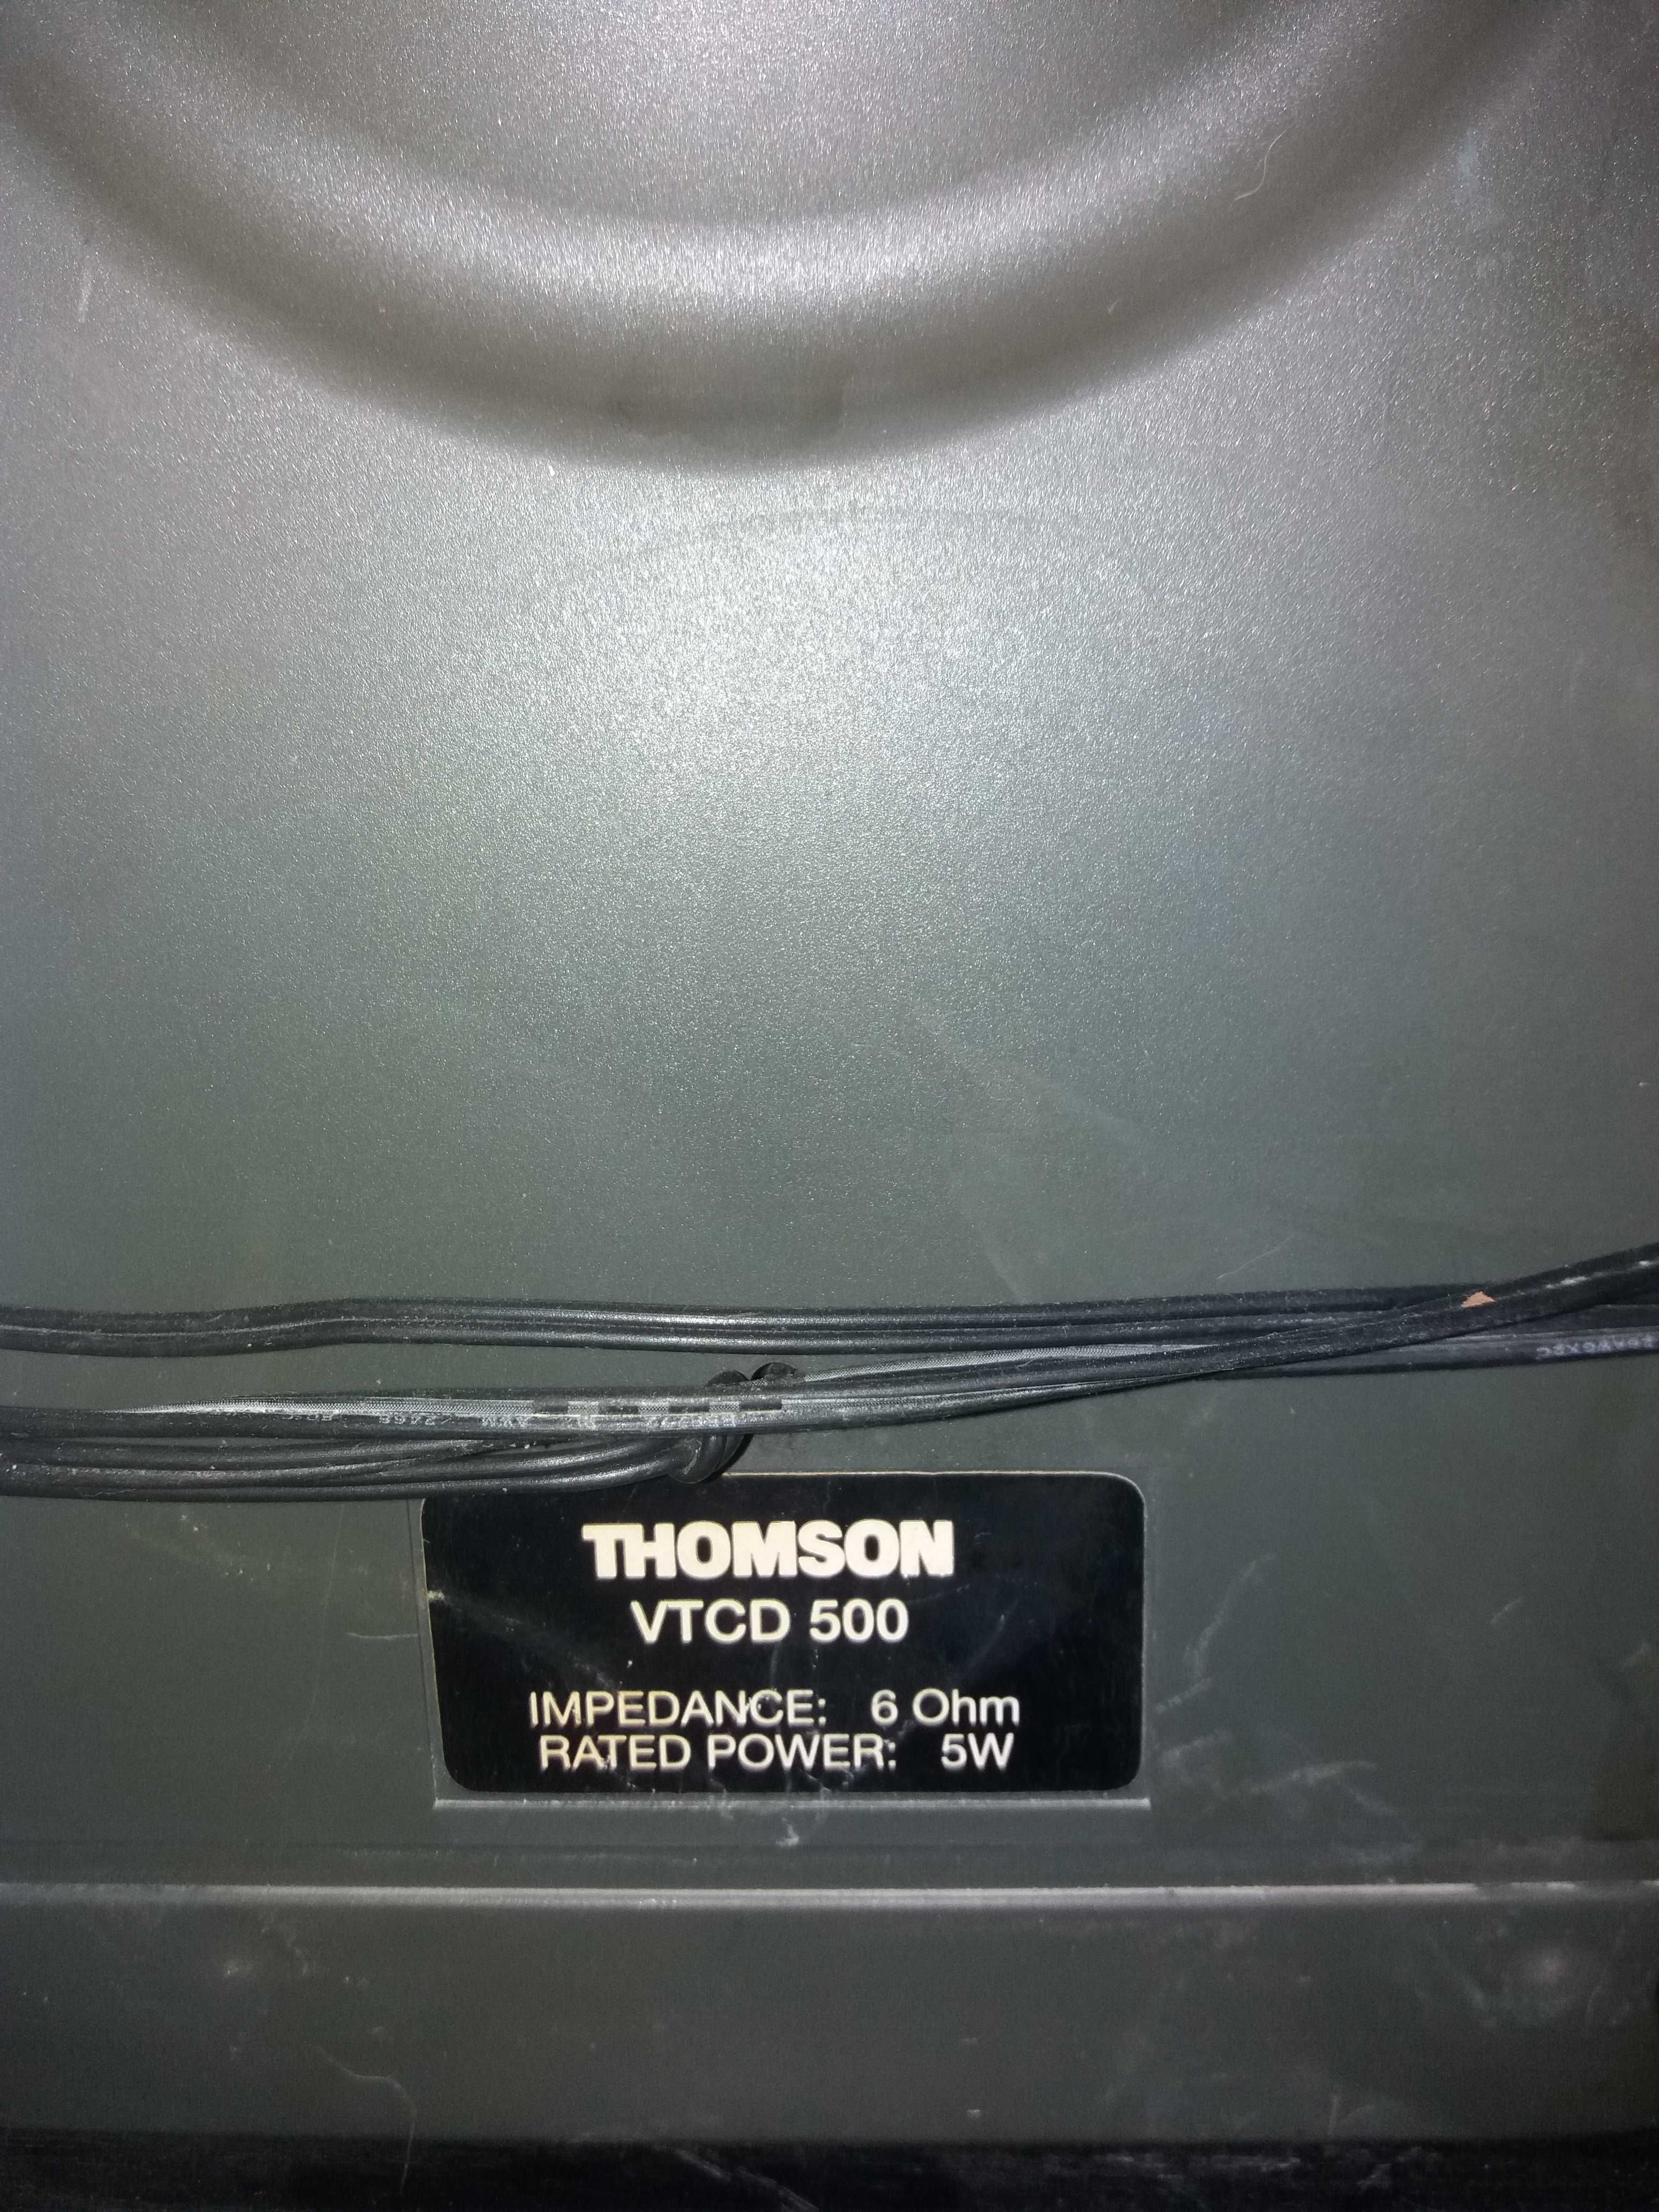 THOMSON
VTCD 500
IMPEDANCE: 6 Ohm
RATED POWER: 5W